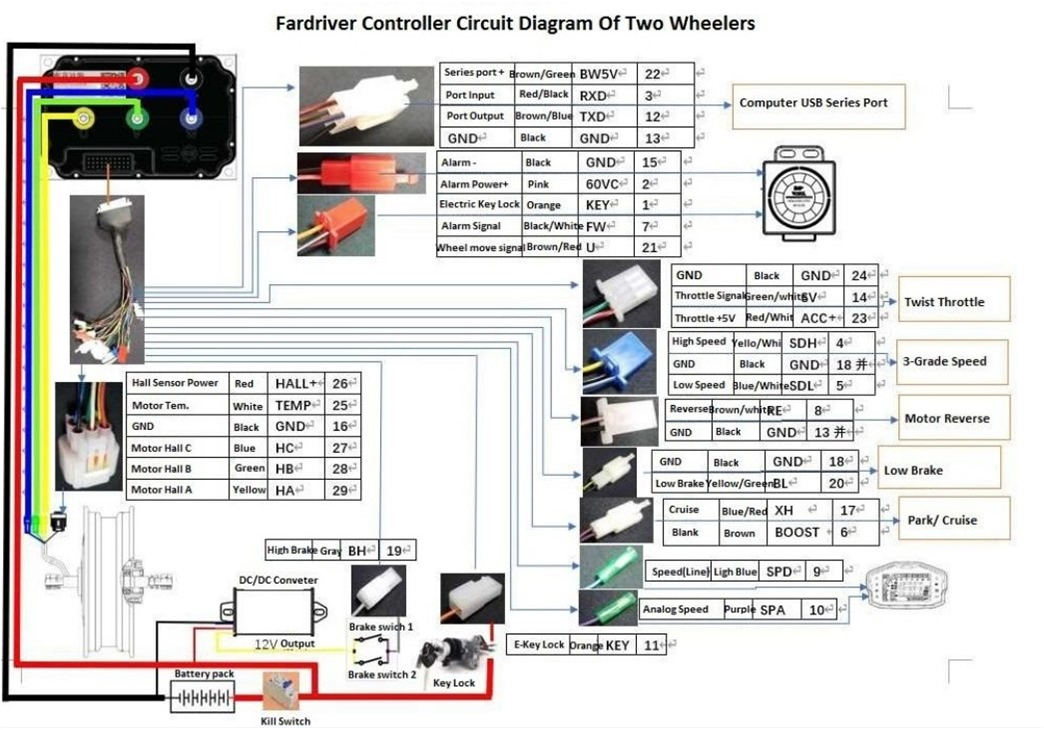 Fardriver Controller Circuit Diagram Of Two Wheelers
Series port + Brown/Green BW5V 22
Port Input Red/Black RXD 3
Port Output Brown/Blue TXD 12
GND Black GND 13
Computer USB Series Port
Alarm - Black GND 15
Alarm Power+ Pink 60VC 2
Electric Key Lock Orange KEY 1
Alarm Signal Black/White FW 7
Wheel move signal Brown/Red U 21
GND Black GND 24
Throttle Signal Green/white SV 14
Throttle +5V Red/Whit ACC+ 23
Twist Throttle
High Speed Yello/Whi SDH 4
GND Black GND 18 并
Low Speed Blue/White SDL 5
3-Grade Speed
Reverse Brown/white RE 8
GND Black GND 13 并
Motor Reverse
GND Black GND 18
Low Brake Yellow/Green BL 20
Low Brake
Cruise Blue/Red XH 17
Blank Brown BOOST 6
Park/ Cruise
Speed(Line) Ligh Blue SPD 9
Analog Speed Purple SPA 10
E-Key Lock Orange KEY 11
Hall Sensor Power Red HALL+ 26
Motor Tem. White TEMP 25
GND Black GND 16
Motor Hall C Blue HC 27
Motor Hall B Green HB 28
Motor Hall A Yellow HA 29
High Brake Gray BH 19
DC/DC Conveter
12V Output
Brake swich 1
Brake switch 2
Key Lock
Battery pack
Kill Switch